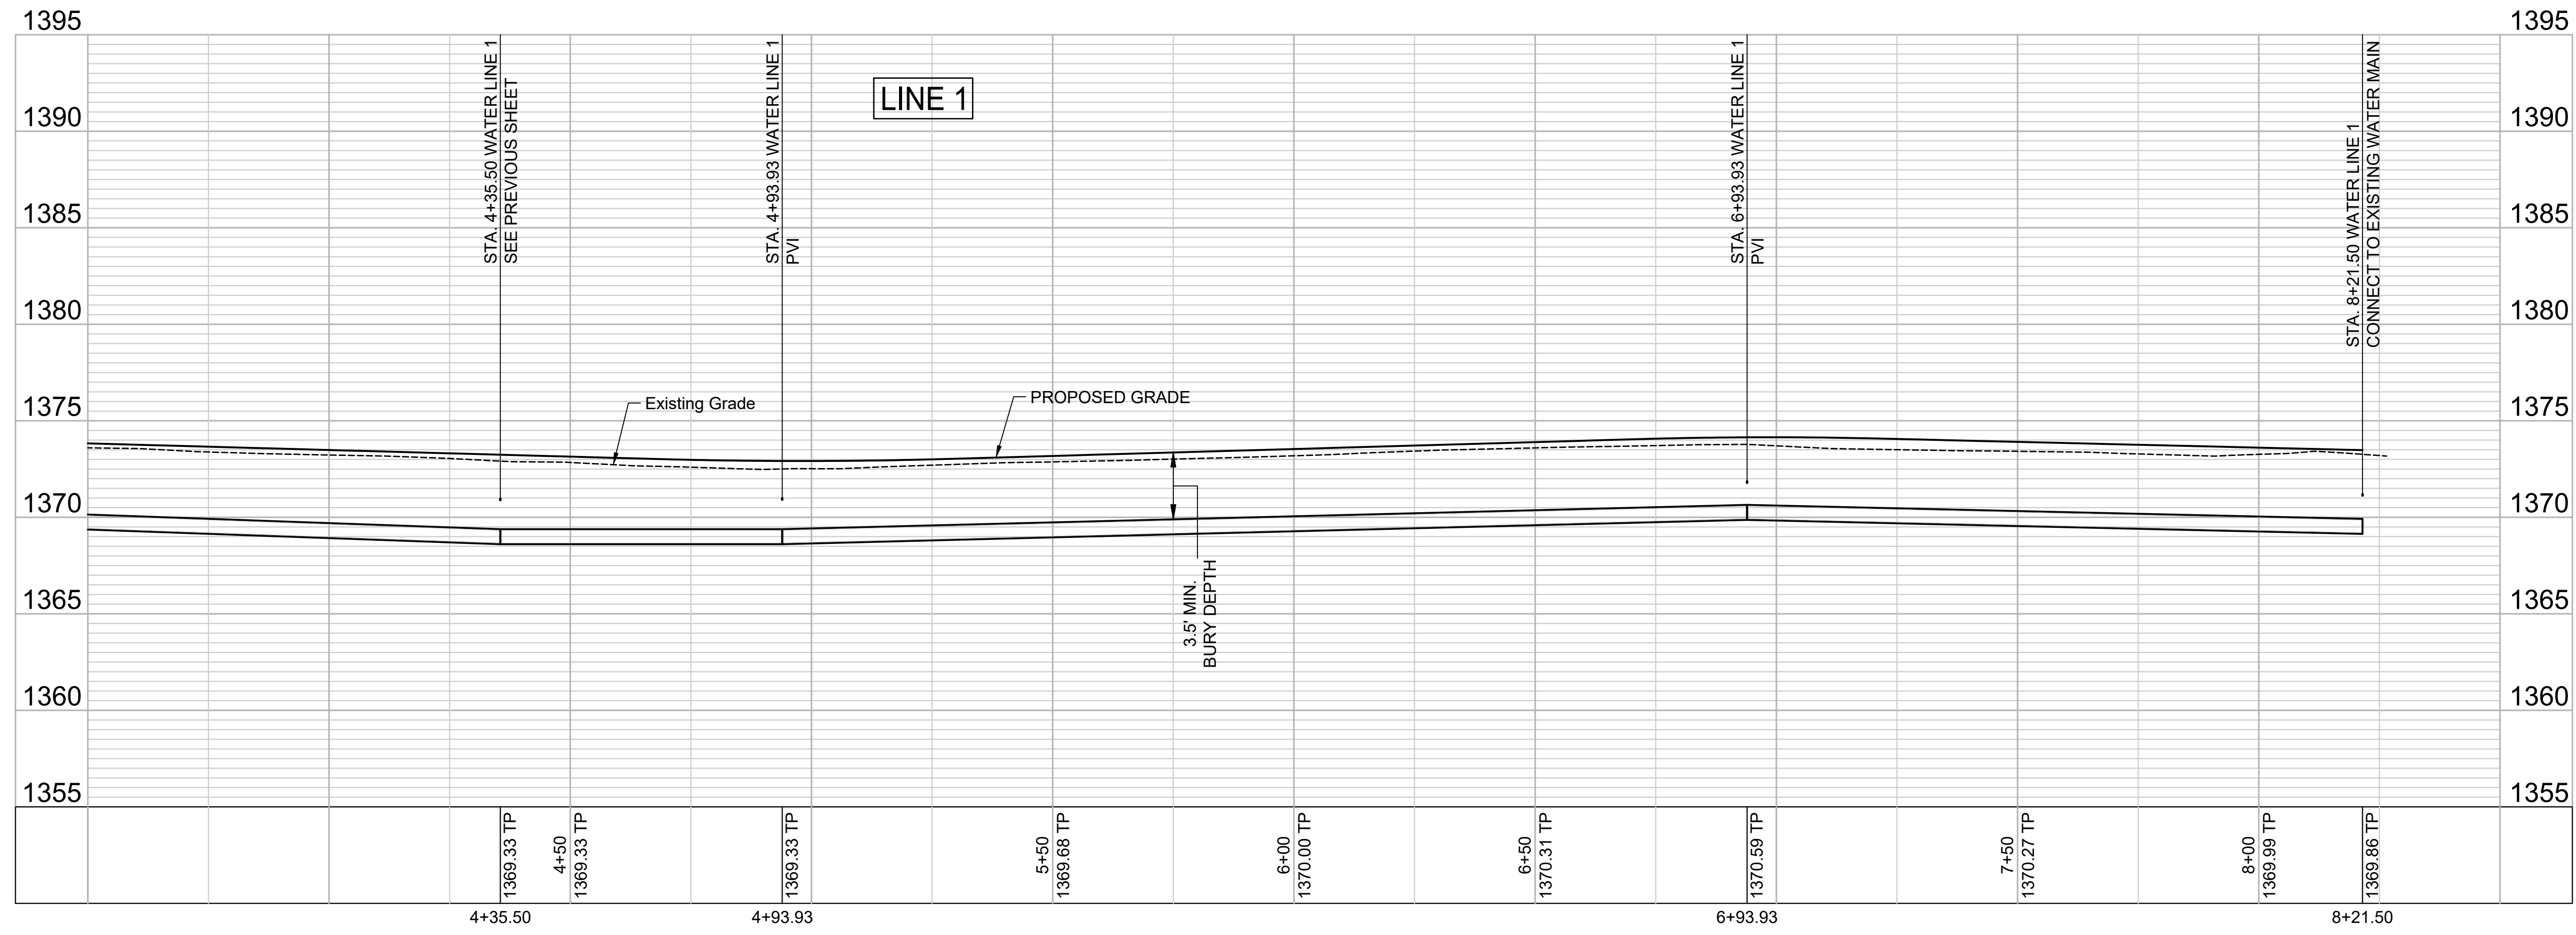 1395
1390
1385
1380
1375
1370
1365
1360
1355
1395
1390
1385
1380
1375
1370
1365
1360
1355
LINE 1
STA. 4+35.50 WATER LINE 1
SEE PREVIOUS SHEET
STA. 4+93.93 WATER LINE 1
PVI
STA. 6+93.93 WATER LINE 1
PVI
STA. 8+21.50 WATER LINE 1
CONNECT TO EXISTING WATER MAIN
Existing Grade
PROPOSED GRADE
3.5' MIN.
BURY DEPTH
1369.33 TP
4+50
1369.33 TP
1369.33 TP
5+50
1369.68 TP
6+00
1370.00 TP
6+50
1370.31 TP
1370.59 TP
7+50
1370.27 TP
8+00
1369.99 TP
1369.86 TP
4+35.50
4+93.93
6+93.93
8+21.50